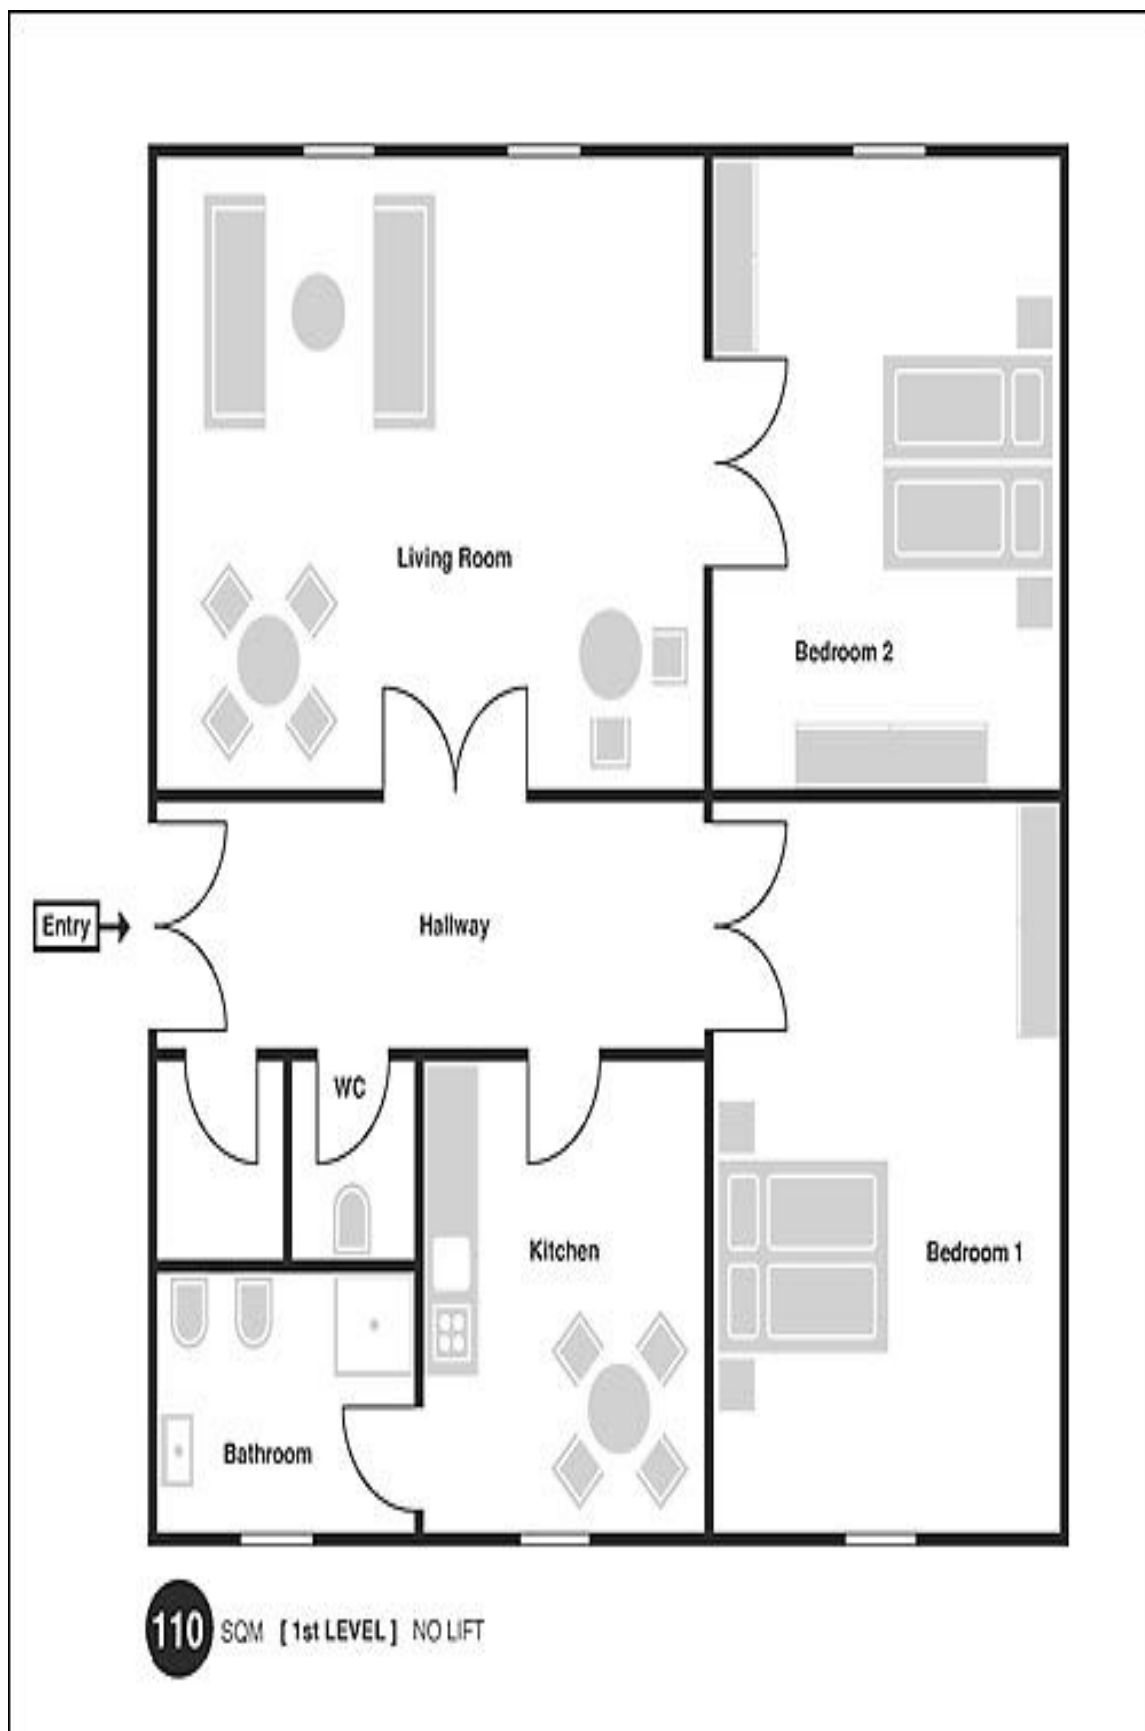 Living Room
Bedroom 2
Entry
Hallway
WC
Kitchen
Bedroom 1
Bathroom
110 SQM [ 1st LEVEL ] NO LIFT